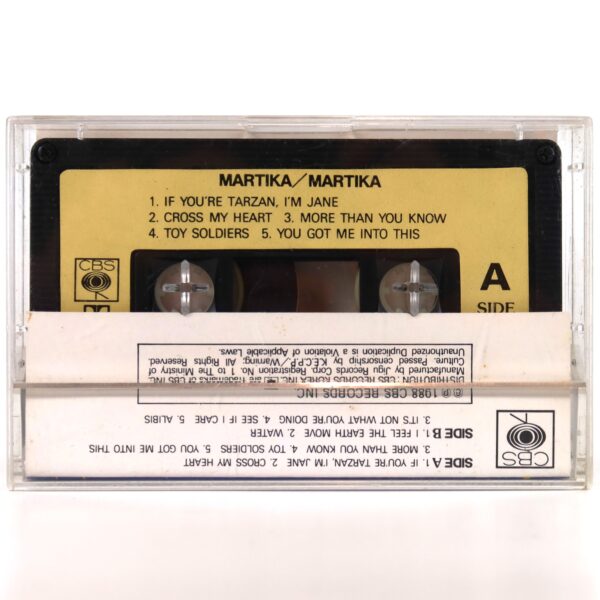 MARTIKA/MARTIKA
1. IF YOU'RE TARZAN, I'M JANE
2. CROSS MY HEART 3. MORE THAN YOU KNOW
4. TOY SOLDIERS 5. YOU GOT ME INTO THIS
CBS
A
SIDE
CBS
SIDE A 1. IF YOU'RE TARZAN, I'M JANE 2. CROSS MY HEART
3. MORE THAN YOU KNOW 4. TOY SOLDIERS 5. YOU GOT ME INTO THIS
SIDE B 1. I FEEL THE EARTH MOVE 2. WATER
3. IT'S NOT WHAT YOU'RE DOING 4. SEE IF I CARE 5. ALIBIS
©℗ 1988 CBS RECORDS INC
DISTRIBUTION : CBS KOREA INC. are Trademarks of CBS INC.
Manufactured by Jigu Records Corp. Registration No. 1 to The Ministry of
Culture. Passed censorship by K.E.C.P./Warning; All Rights Reserved.
Unauthorized Duplication is a Violation of Applicable Laws.